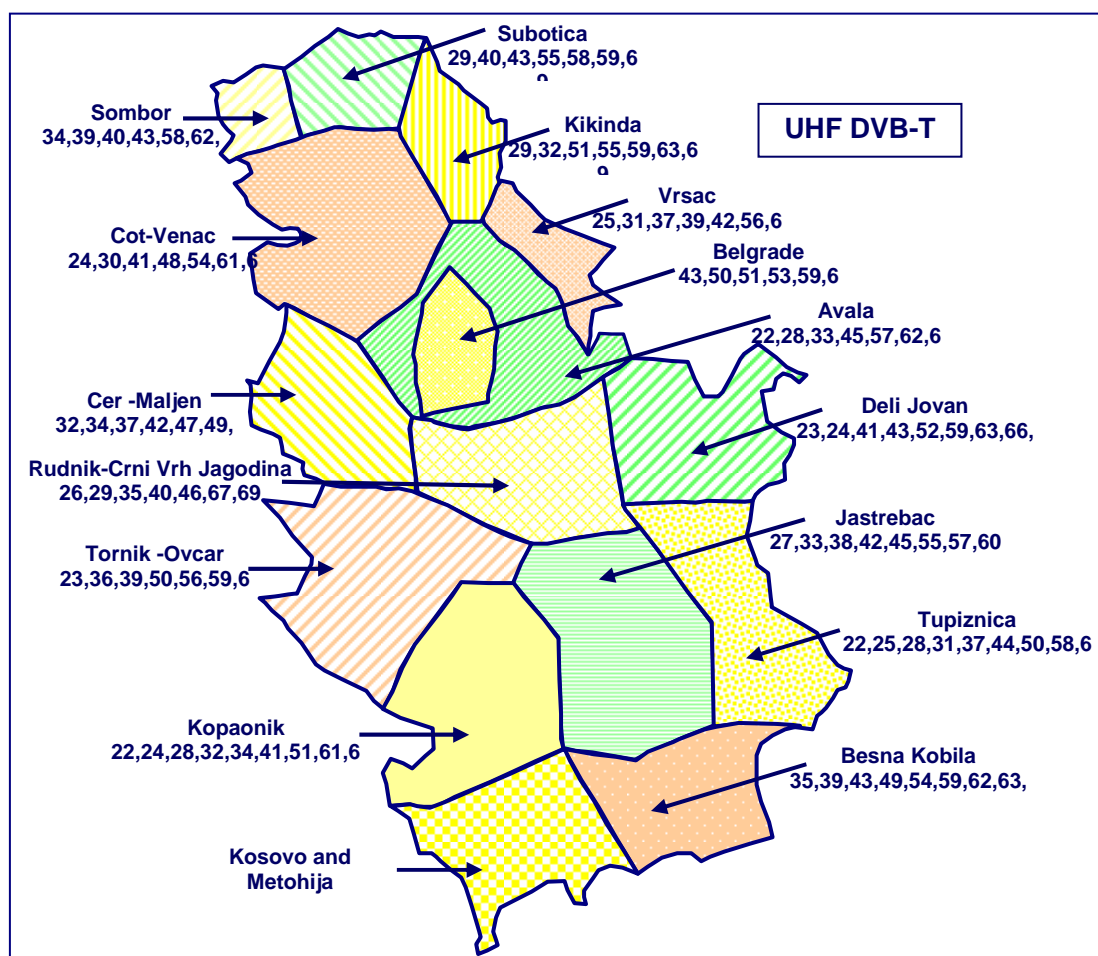 Subotica
29,40,43,55,58,59,6
9
Sombor
34,39,40,43,58,62,
UHF DVB-T
Kikinda
29,32,51,55,59,63,6
9
Vrsac
25,31,37,39,42,56,6
Cot-Venac
24,30,41,48,54,61,6
Belgrade
43,50,51,53,59,6
Avala
22,28,33,45,57,62,6
Cer -Maljen
32,34,37,42,47,49,
Deli Jovan
23,24,41,43,52,59,63,66,
Rudnik-Crni Vrh Jagodina
26,29,35,40,46,67,69
Jastrebac
27,33,38,42,45,55,57,60
Tornik -Ovcar
23,36,39,50,56,59,6
Tupiznica
22,25,28,31,37,44,50,58,6
Kopaonik
22,24,28,32,34,41,51,61,6
Besna Kobila
35,39,43,49,54,59,62,63,
Kosovo and
Metohija